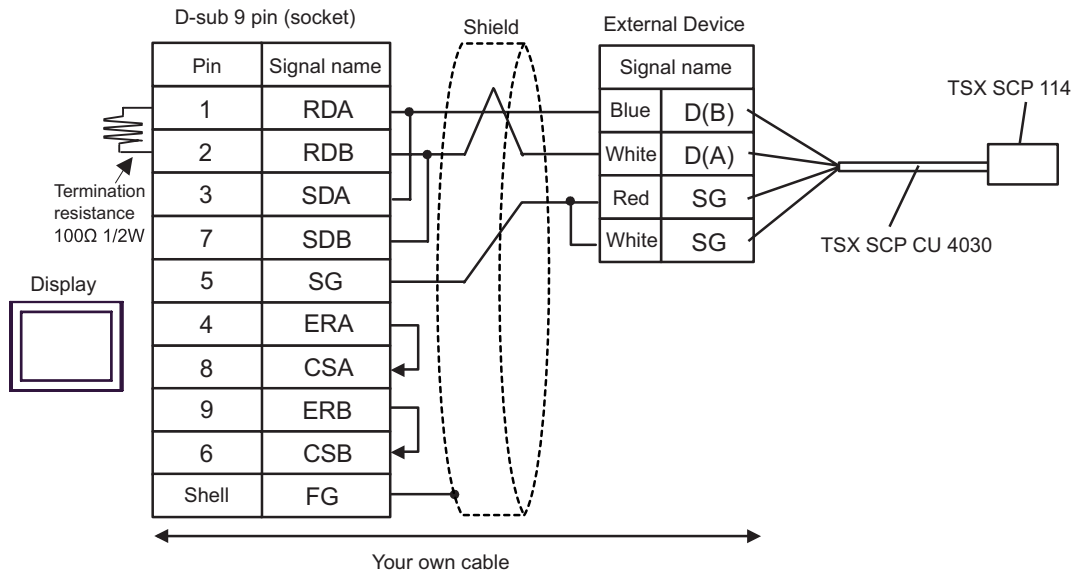 D-sub 9 pin (socket)
Shield
External Device
Pin Signal name
1 RDA
2 RDB
3 SDA
7 SDB
5 SG
4 ERA
8 CSA
9 ERB
6 CSB
Shell FG
Termination
resistance
100Ω 1/2W
Display
Signal name
Blue D(B)
White D(A)
Red SG
White SG
TSX SCP 114
TSX SCP CU 4030
Your own cable